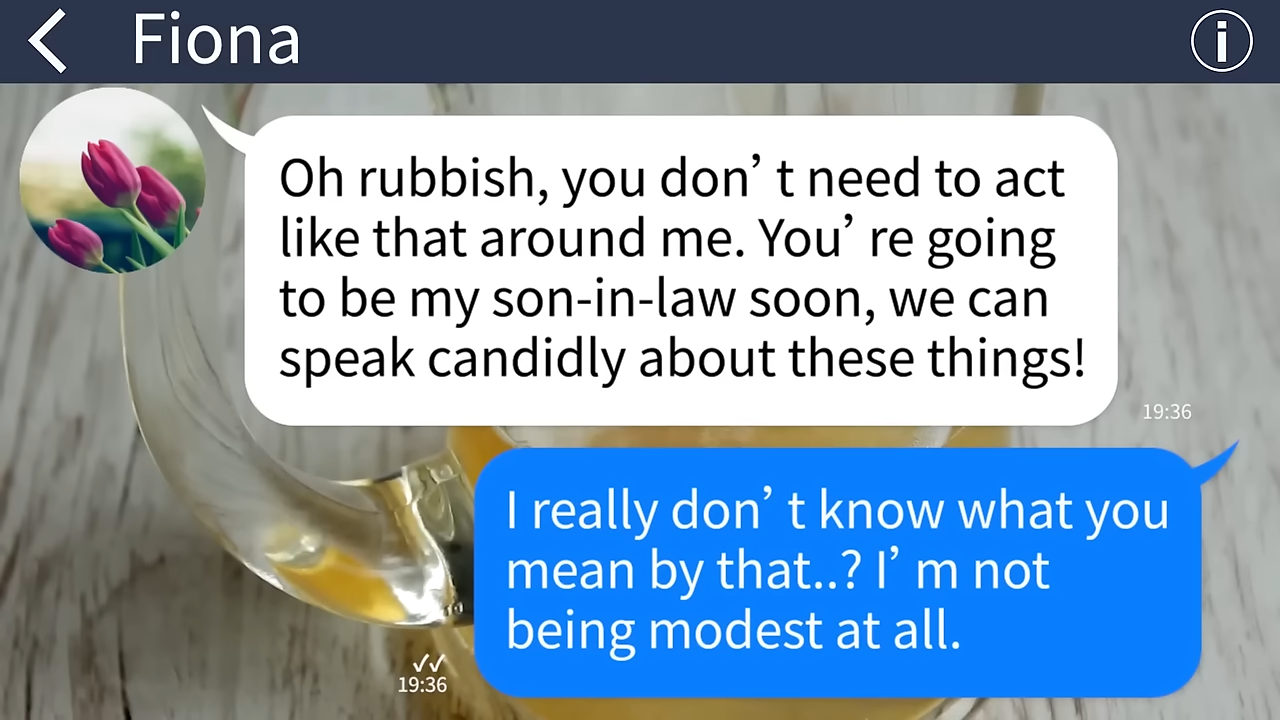 Fiona
Oh rubbish, you don’t need to act
like that around me. You’re going
to be my son-in-law soon, we can
speak candidly about these things!
19:36
I really don’t know what you
mean by that..? I’m not
being modest at all.
19:36